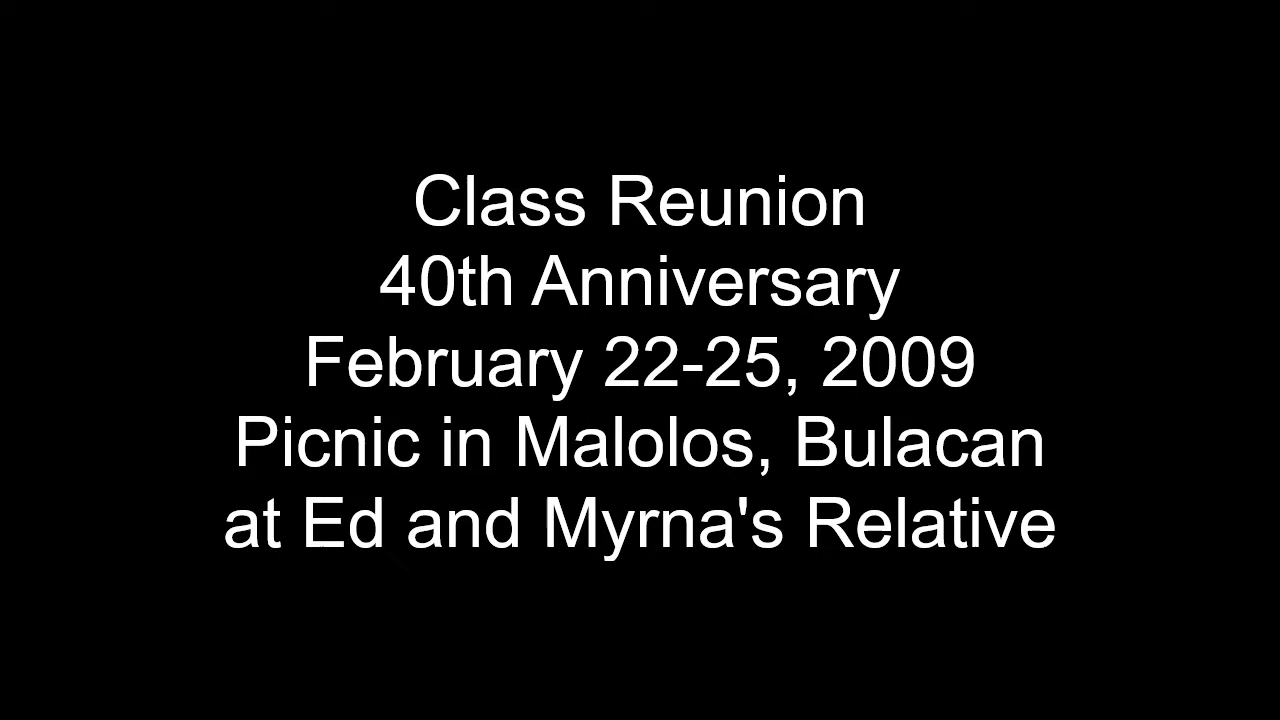 Class Reunion
40th Anniversary
February 22-25, 2009
Picnic in Malolos, Bulacan
at Ed and Myrna's Relative